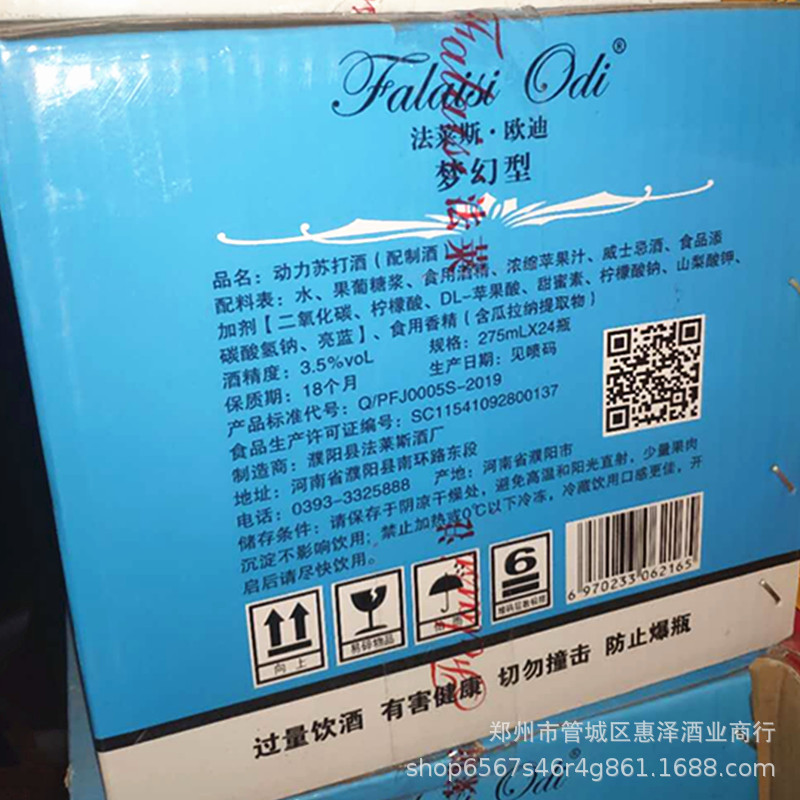 Falaisi Odi®
法莱斯·欧迪
梦幻型
品名：动力苏打酒（配制酒）
配料表：水、果葡糖浆、食用酒精、浓缩苹果汁、威士忌酒、食品添
加剂【二氧化碳、柠檬酸、DL-苹果酸、甜蜜素、柠檬酸钠、山梨酸钾、
碳酸氢钠、亮蓝】、食用香精（含瓜拉纳提取物）
酒精度：3.5%voL 规格：275mLX24瓶
保质期：18个月 生产日期：见喷码
产品标准代号：Q/PFJ0005S-2019
食品生产许可证编号：SC11541092800137
制造商：濮阳县法莱斯酒厂
地址：河南省濮阳县南环路东段
电话：0393-3325888 产地：河南省濮阳市
储存条件：请保存于阴凉干燥处，避免高温和阳光直射，少量果肉
沉淀不影响饮用；禁止加热或0℃以下冷冻，冷藏饮用口感更佳，开
启后请尽快饮用。
向上
易碎物品
怕雨
6
堆码层数极限
6 970233 062165
过量饮酒 有害健康 切勿撞击 防止爆瓶
Falaisi 法莱
郑州市管城区惠泽酒业商行
shop6567s46r4g861.1688.com